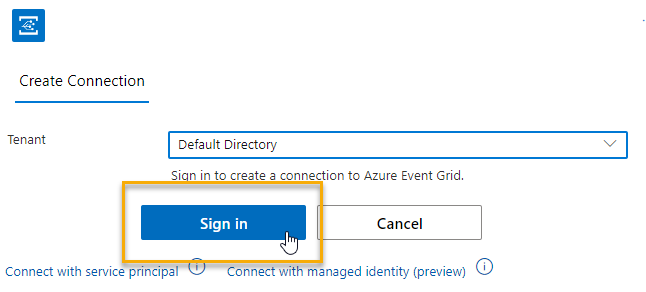 Create Connection
Tenant
Default Directory
Sign in to create a connection to Azure Event Grid.
Sign in
Cancel
Connect with service principal
Connect with managed identity (preview)